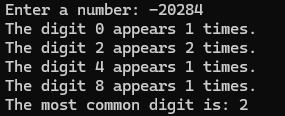 Enter a number: -20284
The digit 0 appears 1 times.
The digit 2 appears 2 times.
The digit 4 appears 1 times.
The digit 8 appears 1 times.
The most common digit is: 2